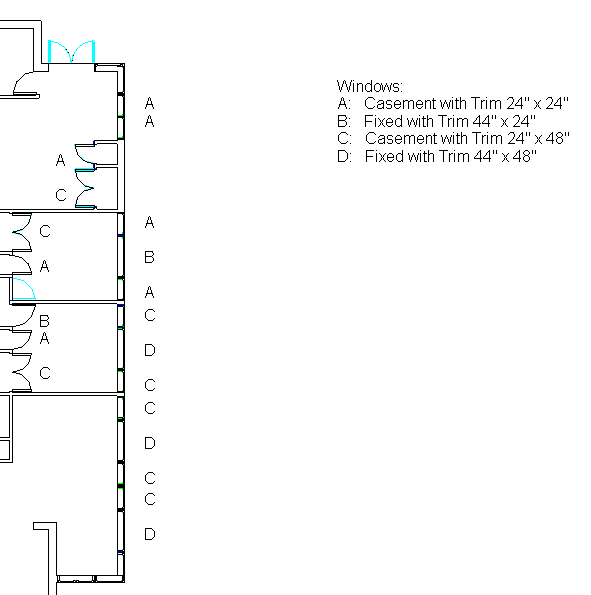 Windows:
A: Casement with Trim 24" x 24"
B: Fixed with Trim 44" x 24"
C: Casement with Trim 24" x 48"
D: Fixed with Trim 44" x 48"
A
A
A
C
A
C
B
A
A
C
B
A
D
C
C
C
D
C
C
D